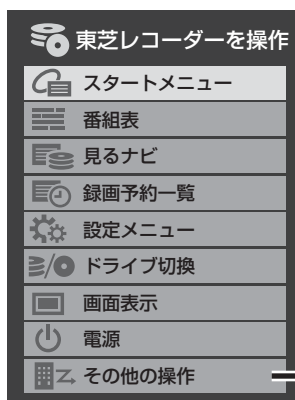 東芝レコーダーを操作
スタートメニュー
番組表
見るナビ
録画予約一覧
設定メニュー
ドライブ切換
画面表示
電源
その他の操作